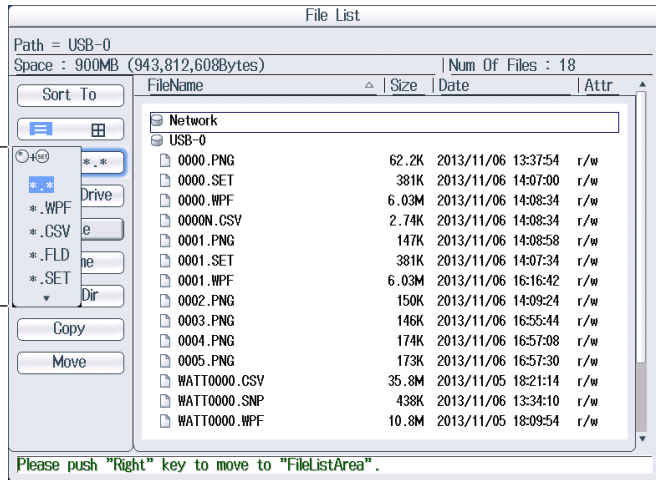 File List
Path = USB-0
Space : 900MB (943,812,608Bytes) Num Of Files : 18
Sort To
FileName Size Date Attr
Network
USB-0
0000.PNG 62.2K 2013/11/06 13:37:54 r/w
0000.SET 381K 2013/11/06 14:07:00 r/w
0000.WPF 6.03M 2013/11/06 14:08:34 r/w
0000N.CSV 2.74K 2013/11/06 14:08:34 r/w
0001.PNG 147K 2013/11/06 14:08:58 r/w
0001.SET 381K 2013/11/06 14:07:34 r/w
0001.WPF 6.03M 2013/11/06 16:16:42 r/w
0002.PNG 150K 2013/11/06 14:09:24 r/w
0003.PNG 146K 2013/11/06 16:55:44 r/w
0004.PNG 174K 2013/11/06 16:57:08 r/w
0005.PNG 173K 2013/11/06 16:57:30 r/w
WATT0000.CSV 35.8M 2013/11/05 18:21:14 r/w
WATT0000.SNP 438K 2013/11/06 13:34:10 r/w
WATT0000.WPF 10.8M 2013/11/05 18:09:54 r/w
+SET
*.*
*.*
*.WPF
*.CSV
*.FLD
*.SET
Drive
e
me
Dir
Copy
Move
Please push "Right" key to move to "FileListArea".